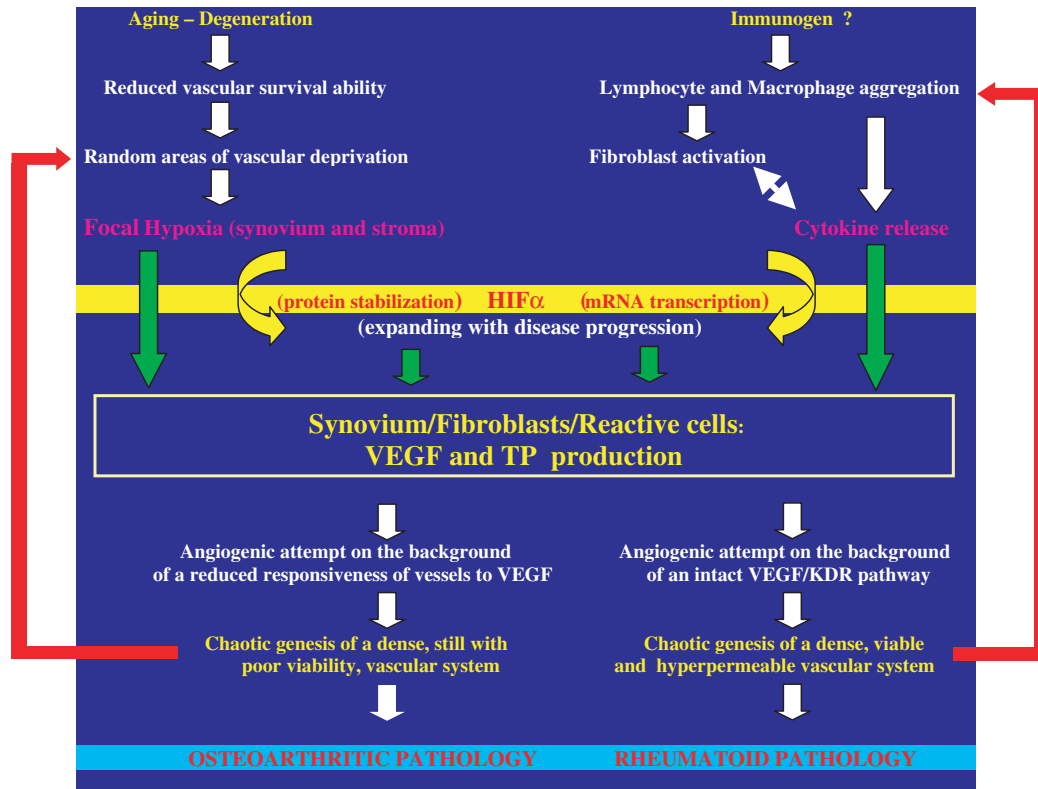 Aging – Degeneration
Immunogen ?
Reduced vascular survival ability
Lymphocyte and Macrophage aggregation
Random areas of vascular deprivation
Fibroblast activation
Focal Hypoxia (synovium and stroma)
Cytokine release
(protein stabilization) HIFα (mRNA transcription)
(expanding with disease progression)
Synovium/Fibroblasts/Reactive cells:
VEGF and TP production
Angiogenic attempt on the background
of a reduced responsiveness of vessels to VEGF
Angiogenic attempt on the background
of an intact VEGF/KDR pathway
Chaotic genesis of a dense, still with
poor viability, vascular system
Chaotic genesis of a dense, viable
and hyperpermeable vascular system
OSTEOARTHRITIC PATHOLOGY
RHEUMATOID PATHOLOGY